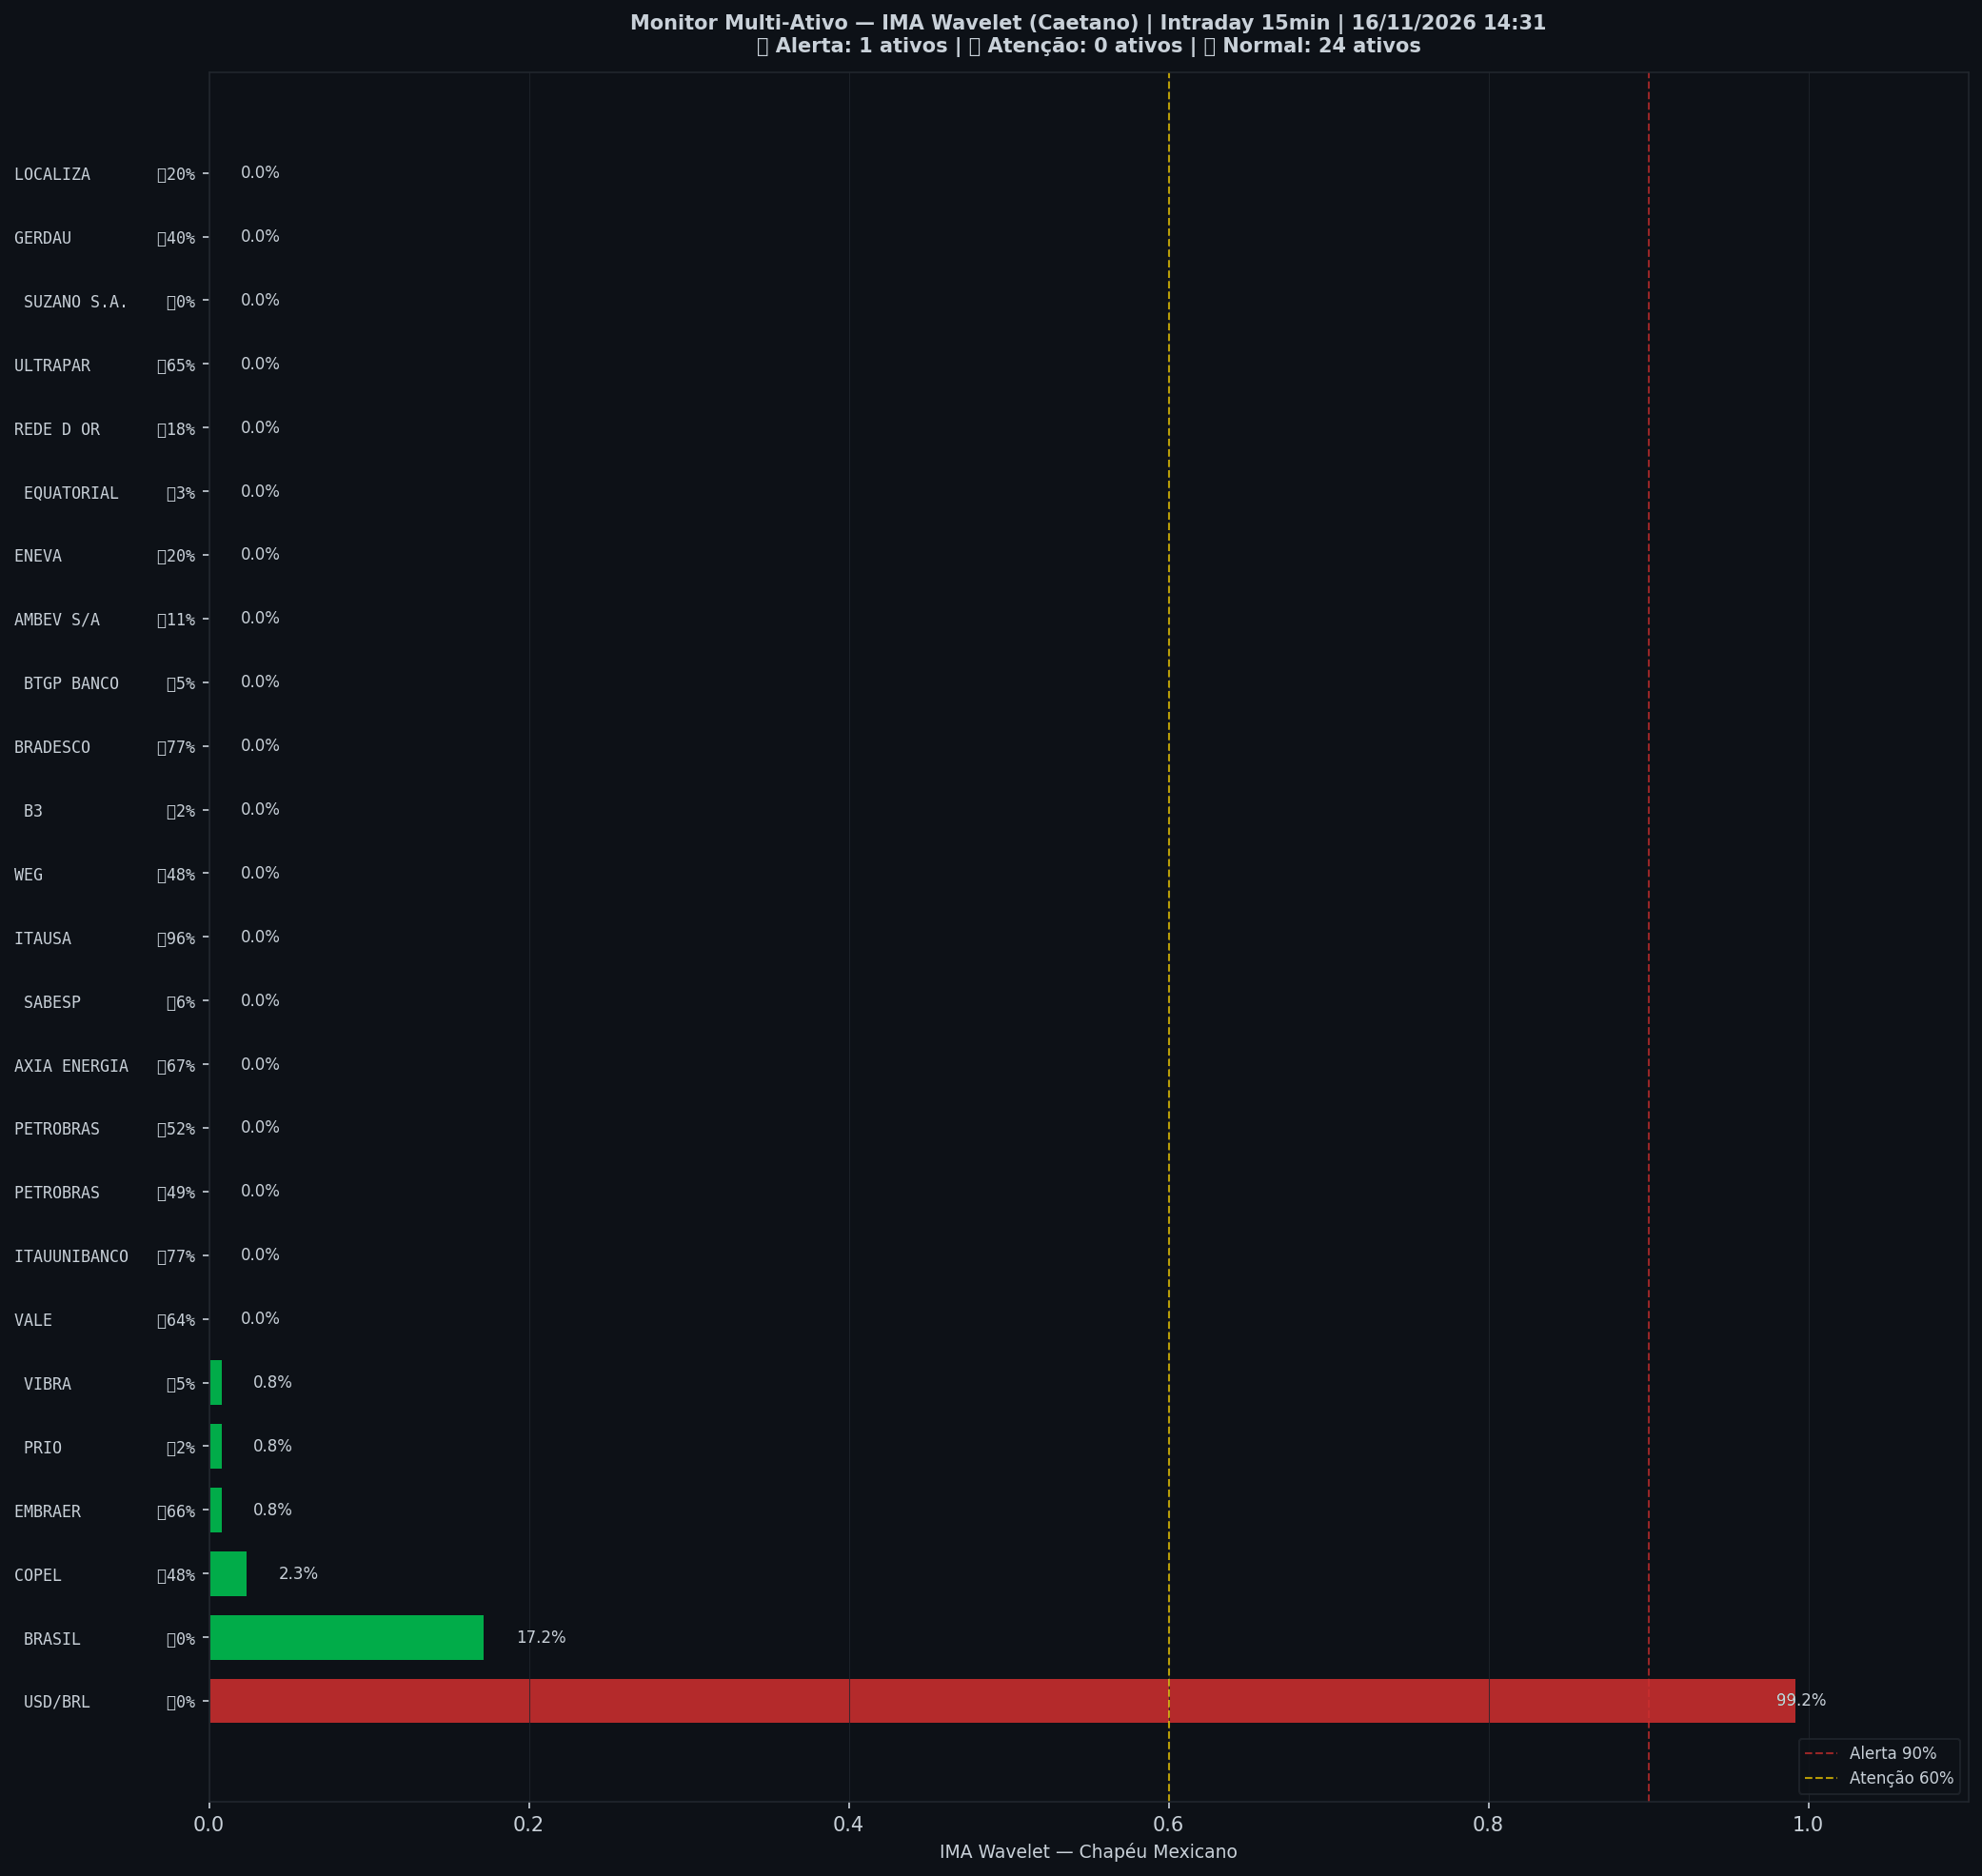 Monitor Multi-Ativo — IMA Wavelet (Caetano) | Intraday 15min | 16/11/2026 14:31
▯ Alerta: 1 ativos | ▯ Atenção: 0 ativos | ▯ Normal: 24 ativos
LOCALIZA ▯20% 0.0%
GERDAU ▯40% 0.0%
SUZANO S.A. ▯0% 0.0%
ULTRAPAR ▯65% 0.0%
REDE D OR ▯18% 0.0%
EQUATORIAL ▯3% 0.0%
ENEVA ▯20% 0.0%
AMBEV S/A ▯11% 0.0%
BTGP BANCO ▯5% 0.0%
BRADESCO ▯77% 0.0%
B3 ▯2% 0.0%
WEG ▯48% 0.0%
ITAUSA ▯96% 0.0%
SABESP ▯6% 0.0%
AXIA ENERGIA ▯67% 0.0%
PETROBRAS ▯52% 0.0%
PETROBRAS ▯49% 0.0%
ITAUUNIBANCO ▯77% 0.0%
VALE ▯64% 0.0%
VIBRA ▯5% 0.8%
PRIO ▯2% 0.8%
EMBRAER ▯66% 0.8%
COPEL ▯48% 2.3%
BRASIL ▯0% 17.2%
USD/BRL ▯0% 99.2%
Alerta 90%
Atenção 60%
0.0 0.2 0.4 0.6 0.8 1.0
IMA Wavelet — Chapéu Mexicano